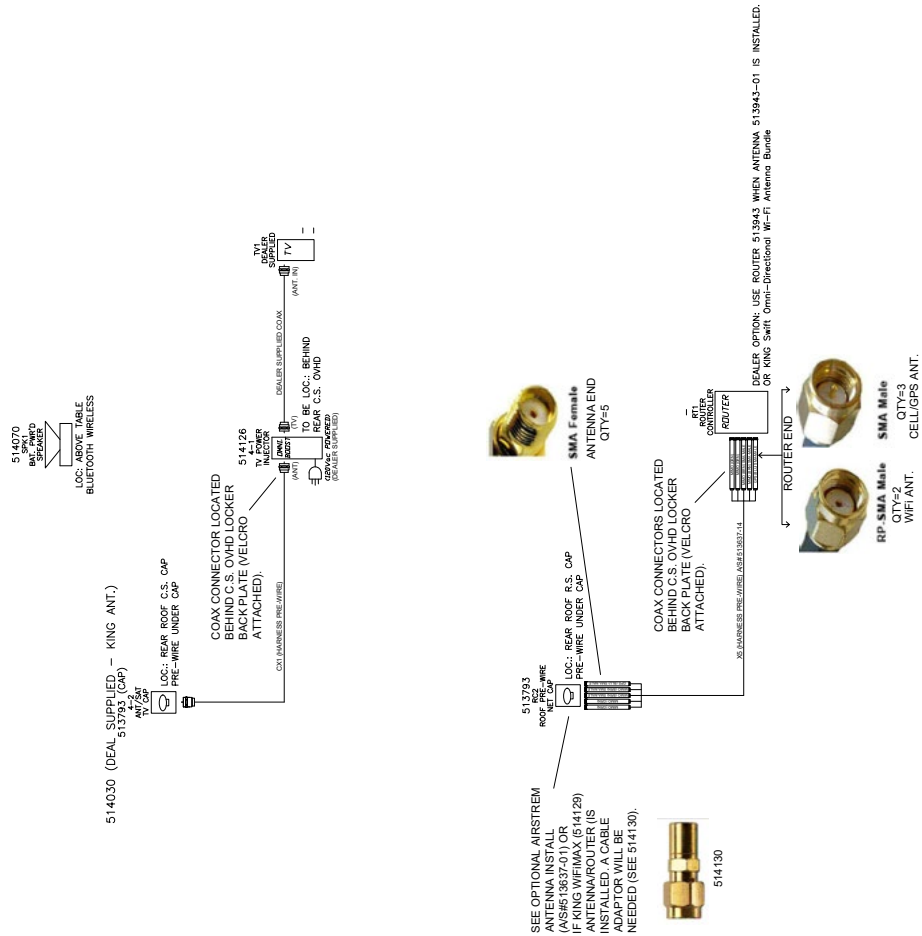 514070
SPK1
BAT. PWR'D
SPEAKER
LOC: ABOVE TABLE
BLUETOOTH WIRELESS
514030 (DEAL SUPPLIED - KING ANT.)
513793 (CAP)
4-2
ANT/SAT
TV CAP
LOC.: REAR ROOF C.S. CAP
PRE-WIRE UNDER CAP
CX1 (HARNESS PRE-WIRE)
COAX CONNECTOR LOCATED
BEHIND C.S. OVHD LOCKER
BACK PLATE (VELCRO
ATTACHED).
514126
4-1
TV POWER
INJECTOR
(ANT)
BOOST
(TV)
(120Vac POWERED)
(DEALER SUPPLIED)
TO BE LOC.: BEHIND
REAR C.S. OVHD
DEALER SUPPLIED COAX
(ANT. IN)
TV1
DEALER
SUPPLIED
TV
SEE OPTIONAL AIRSTREM
ANTENNA INSTALL
(A/S#513637-01) OR
IF KING WIFIMAX (514129)
ANTENNA/ROUTER (IS
INSTALLED. A CABLE
ADAPTOR WILL BE
NEEDED (SEE 514130).
514130
513793
RC2
ROOF PRE-WIRE
NET CAP
LOC.: REAR ROOF R.S. CAP
PRE-WIRE UNDER CAP
SMA Female
ANTENNA END
QTY=5
X5 (HARNESS PRE-WIRE) A/S#513637-14
COAX CONNECTORS LOCATED
BEHIND C.S. OVHD LOCKER
BACK PLATE (VELCRO
ATTACHED).
RT1
ROUTER
CONTROLLER
ROUTER
ROUTER END
RP-SMA Male
QTY=2
WIFI ANT.
SMA Male
QTY=3
CELL/GPS ANT.
DEALER OPTION: USE ROUTER 513943 WHEN ANTENNA 513943-01 IS INSTALLED.
OR KING Swift Omni-Directional Wi-Fi Antenna Bundle